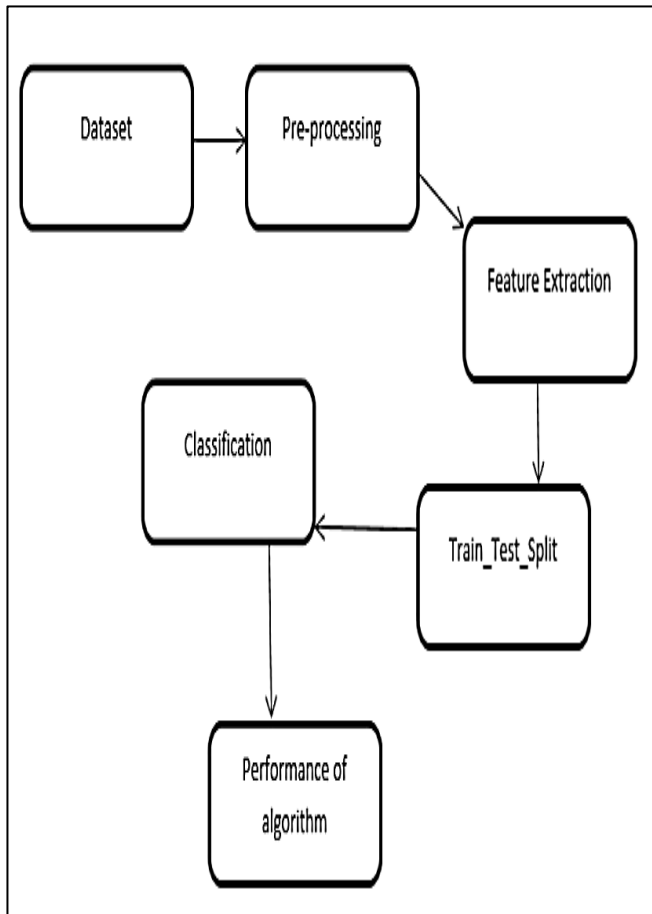 Dataset
Pre-processing
Feature Extraction
Train_Test_Split
Classification
Performance of
algorithm